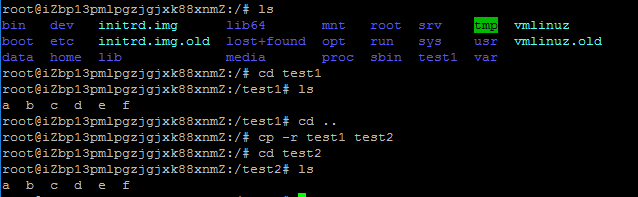 root@iZbp13pmlpgzjgjxk88xnmZ:/# ls
bin dev initrd.img lib64 mnt root srv tmp vmlinuz
boot etc initrd.img.old lost+found opt run sys usr vmlinuz.old
data home lib media proc sbin test1 var
root@iZbp13pmlpgzjgjxk88xnmZ:/# cd test1
root@iZbp13pmlpgzjgjxk88xnmZ:/test1# ls
a b c d e f
root@iZbp13pmlpgzjgjxk88xnmZ:/test1# cd ..
root@iZbp13pmlpgzjgjxk88xnmZ:/# cp -r test1 test2
root@iZbp13pmlpgzjgjxk88xnmZ:/# cd test2
root@iZbp13pmlpgzjgjxk88xnmZ:/test2# ls
a b c d e f